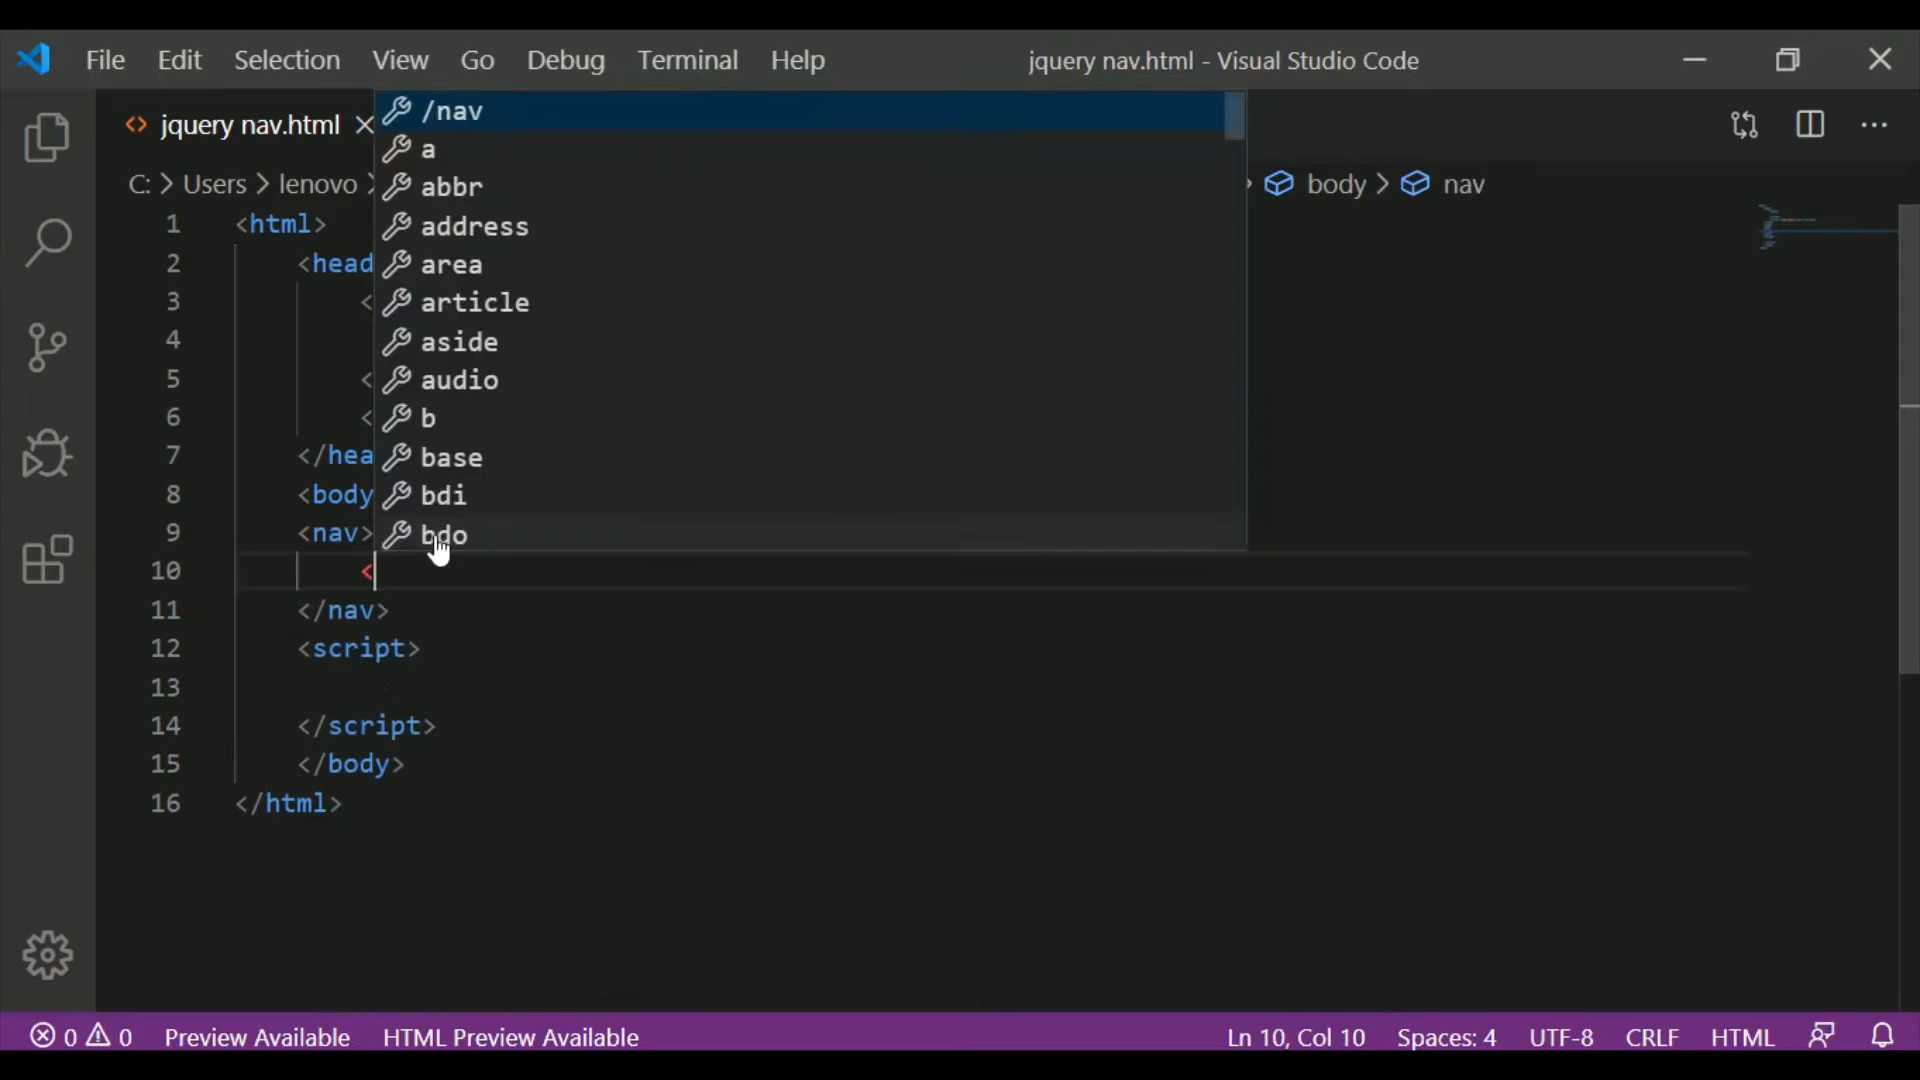 File Edit Selection View Go Debug Terminal Help jquery nav.html - Visual Studio Code
jquery nav.html
C: > Users > lenovo > body > nav
/nav
a
abbr
address
area
article
aside
audio
b
base
bdi
bdo
1 <html>
2 <head
3 <
4
5 <
6 <
7 </hea
8 <body
9 <nav>
10 <
11 </nav>
12 <script>
13
14 </script>
15 </body>
16 </html>
0 0 Preview Available HTML Preview Available Ln 10, Col 10 Spaces: 4 UTF-8 CRLF HTML